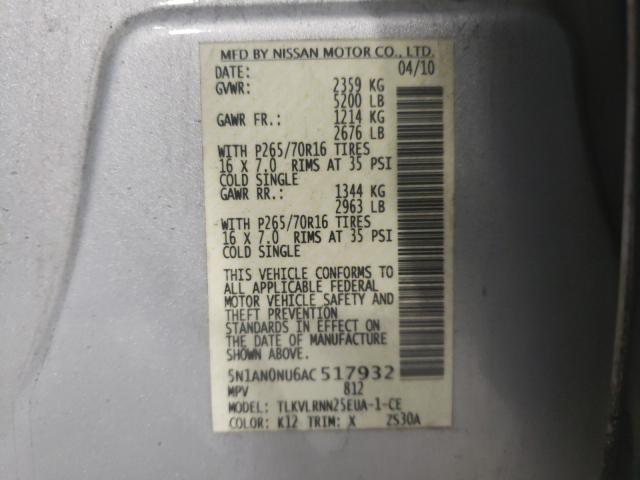 MFD BY NISSAN MOTOR CO., LTD.
DATE: 04/10
GVWR: 2359 KG
5200 LB
GAWR FR.: 1214 KG
2676 LB
WITH P265/70R16 TIRES
16 X 7.0 RIMS AT 35 PSI
COLD SINGLE
GAWR RR.: 1344 KG
2963 LB
WITH P265/70R16 TIRES
16 X 7.0 RIMS AT 35 PSI
COLD SINGLE
THIS VEHICLE CONFORMS TO
ALL APPLICABLE FEDERAL
MOTOR VEHICLE SAFETY AND
THEFT PREVENTION
STANDARDS IN EFFECT ON
THE DATE OF MANUFACTURE
SHOWN ABOVE.
5N1AN0NU6AC517932
MPV 812
MODEL: TLKVLRNN25EUA-1-CE
COLOR: K12 TRIM: X ZS30A